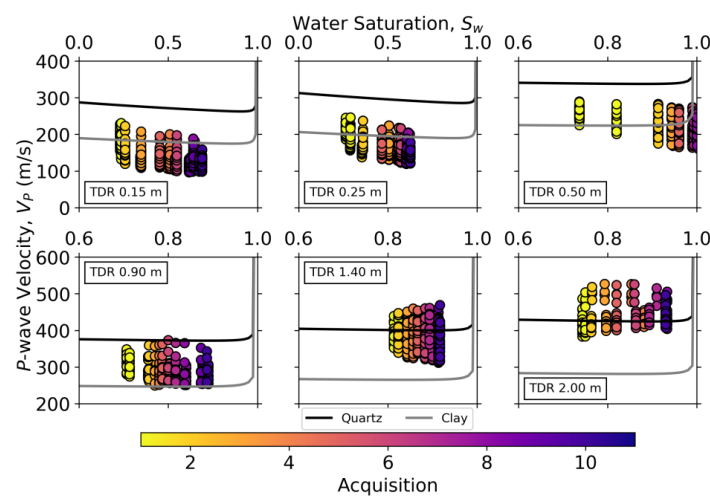 Water Saturation, S_w
0.0 0.5 1.0 0.0 0.5 1.0 0.6 0.8 1.0
400
300
200
100
0
TDR 0.15 m TDR 0.25 m TDR 0.50 m
P-wave Velocity, V_P (m/s)
0.6 0.8 1.0 0.6 0.8 1.0 0.6 0.8 1.0
600
500
400
300
200
TDR 0.90 m TDR 1.40 m TDR 2.00 m
Quartz Clay
2 4 6 8 10
Acquisition